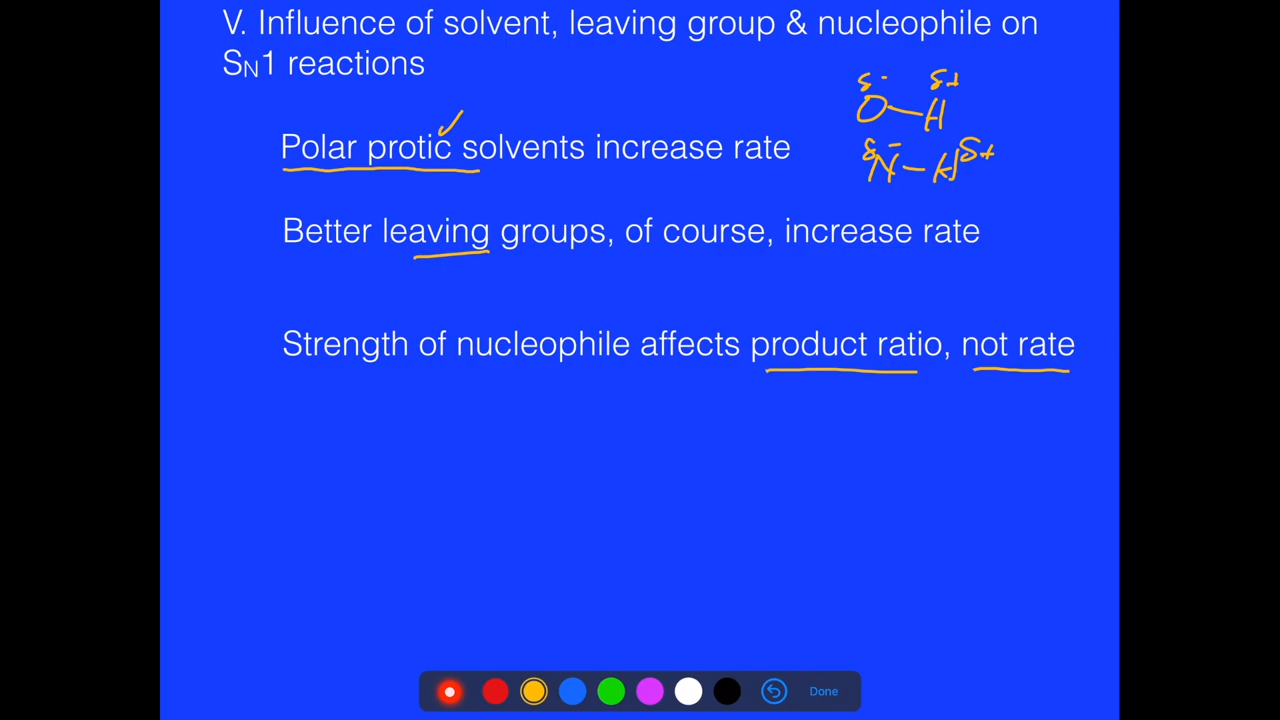 V. Influence of solvent, leaving group & nucleophile on
SN1 reactions
δ- δ+
O—H
Polar protic ✓ solvents increase rate
δ- δ+
N—H
Better leaving groups, of course, increase rate
Strength of nucleophile affects product ratio, not rate
Done